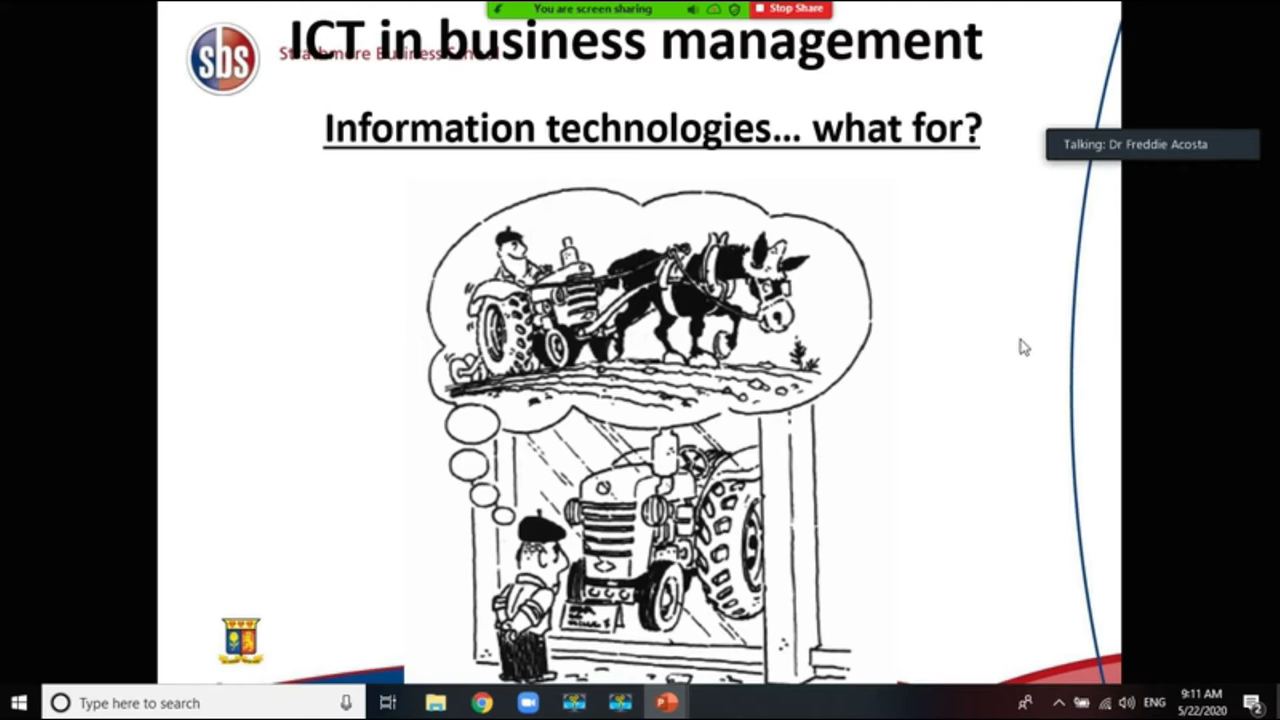 You are screen sharing
Stop Share
ICT in business management
sbs
Strathmore Business School
Information technologies... what for?
Talking: Dr Freddie Acosta
Type here to search
ENG
9:11 AM
5/22/2020
2